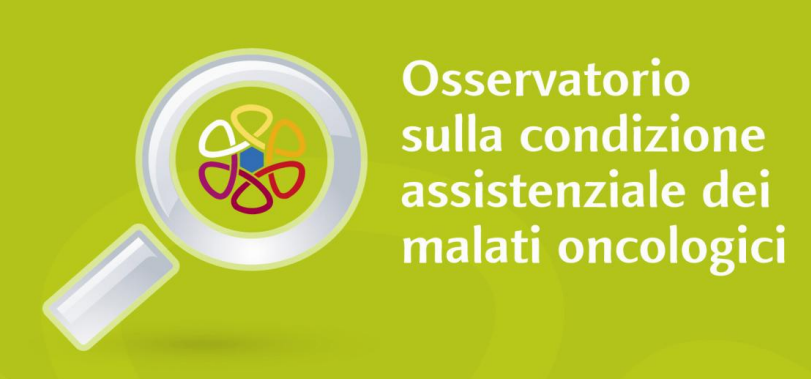 Osservatorio
sulla condizione
assistenziale dei
malati oncologici